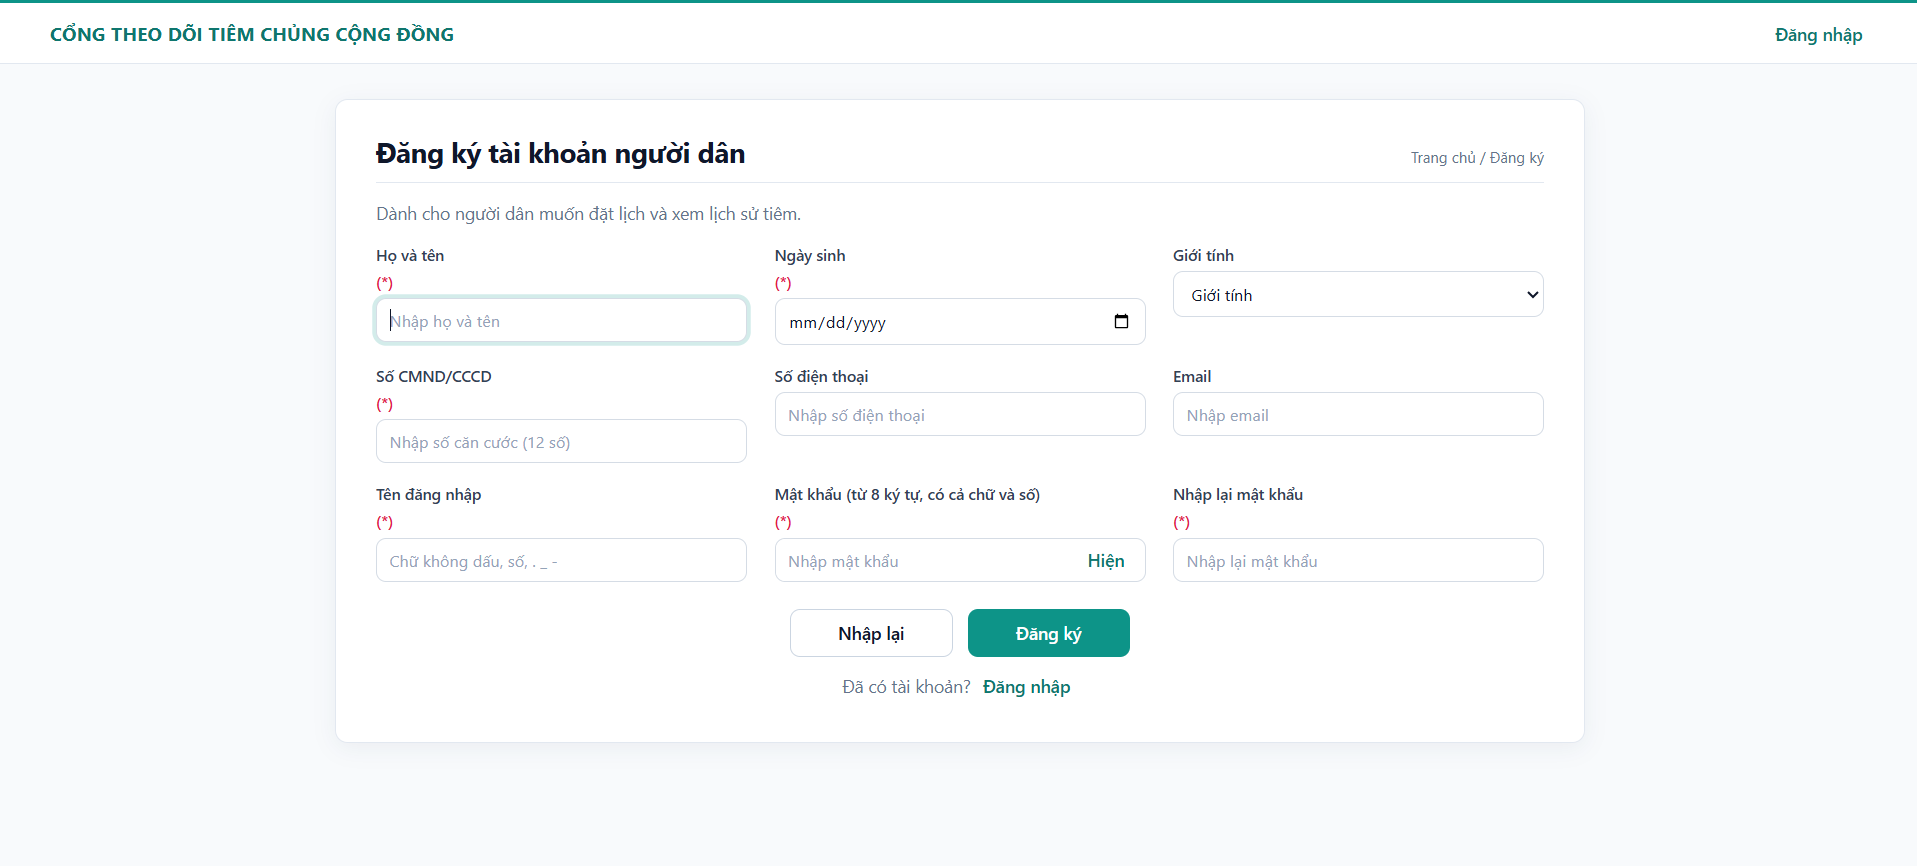 CỔNG THEO DÕI TIÊM CHỦNG CỘNG ĐỒNG
Đăng nhập
Đăng ký tài khoản người dân
Trang chủ / Đăng ký
Dành cho người dân muốn đặt lịch và xem lịch sử tiêm.
Họ và tên
(*)
Nhập họ và tên
Ngày sinh
(*)
mm/dd/yyyy
Giới tính
Giới tính
Số CMND/CCCD
(*)
Nhập số căn cước (12 số)
Số điện thoại
Nhập số điện thoại
Email
Nhập email
Tên đăng nhập
(*)
Chữ không dấu, số, . _ -
Mật khẩu (từ 8 ký tự, có cả chữ và số)
(*)
Nhập mật khẩu
Hiện
Nhập lại mật khẩu
(*)
Nhập lại mật khẩu
Nhập lại
Đăng ký
Đã có tài khoản? Đăng nhập